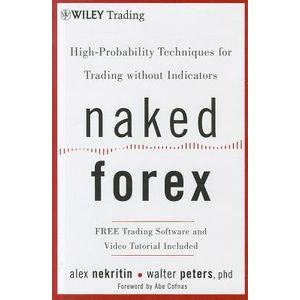 WILEY Trading
High-Probability Techniques for
Trading without Indicators
naked
forex
FREE Trading Software and
Video Tutorial Included
alex nekritin • walter peters, phd
Foreword by Abe Cofnas